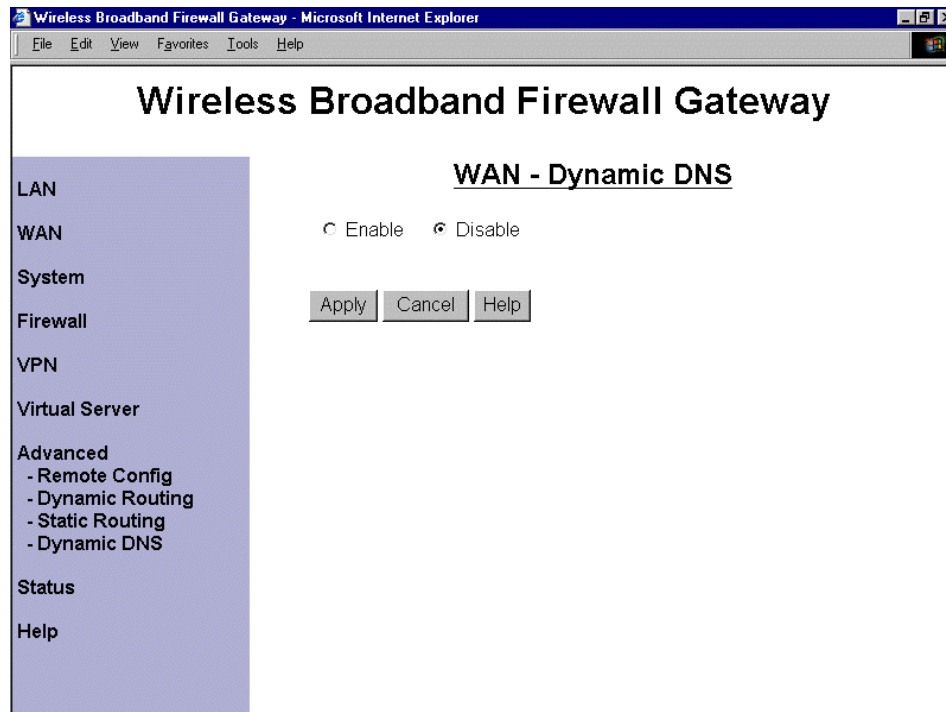 Wireless Broadband Firewall Gateway - Microsoft Internet Explorer
File Edit View Favorites Tools Help
Wireless Broadband Firewall Gateway
LAN
WAN
System
Firewall
VPN
Virtual Server
Advanced
- Remote Config
- Dynamic Routing
- Static Routing
- Dynamic DNS
Status
Help
WAN - Dynamic DNS
Enable Disable
Apply Cancel Help